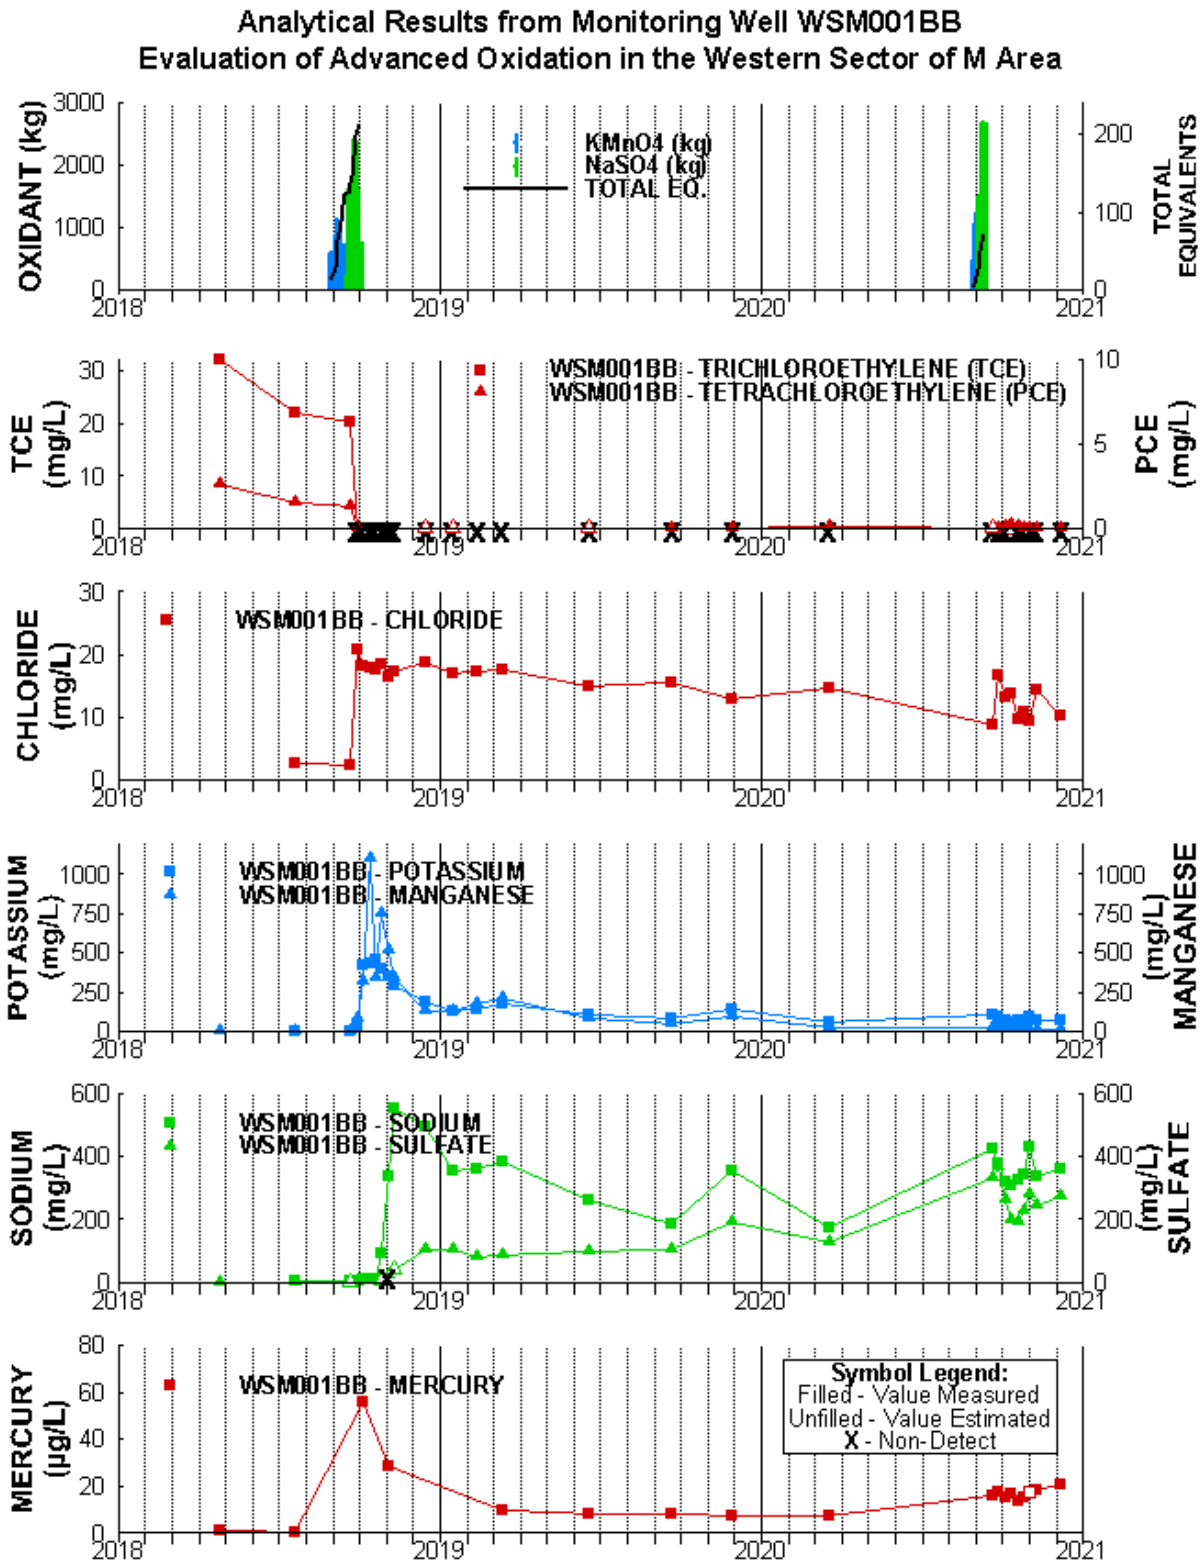 Analytical Results from Monitoring Well WSM001BB
Evaluation of Advanced Oxidation in the Western Sector of M Area
OXIDANT (kg)
3000
2000
1000
0
KMnO4 (kg)
NaSO4 (kg)
TOTAL EQ.
200
100
0
TOTAL
EQUIVALENTS
2018 2019 2020 2021
TCE
(mg/L)
30
20
10
0
WSM001BB - TRICHLOROETHYLENE (TCE)
WSM001BB - TETRACHLOROETHYLENE (PCE)
10
5
0
PCE
(mg/L)
2018 2019 2020 2021
CHLORIDE
(mg/L)
30
20
10
0
WSM001BB - CHLORIDE
2018 2019 2020 2021
POTASSIUM
(mg/L)
1000
750
500
250
0
WSM001BB - POTASSIUM
WSM001BB - MANGANESE
1000
750
500
250
0
(mg/L)
MANGANESE
2018 2019 2020 2021
SODIUM
(mg/L)
600
400
200
0
WSM001BB - SODIUM
WSM001BB - SULFATE
600
400
200
0
(mg/L)
SULFATE
2018 2019 2020 2021
MERCURY
(µg/L)
80
60
40
20
0
WSM001BB - MERCURY
Symbol Legend:
Filled - Value Measured
Unfilled - Value Estimated
X - Non-Detect
2018 2019 2020 2021